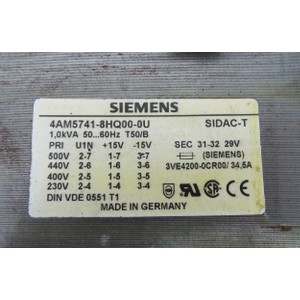 SIEMENS
4AM5741-8HQ00-0U SIDAC-T
1,0kVA 50...60Hz T50/B
PRI U1N +15V -15V SEC 31-32 29V
500V 2-7 1-7 3-7 (SIEMENS)
440V 2-6 1-6 3-6 3VE4200-0CR00/ 34,5A
400V 2-5 1-5 3-5
230V 2-4 1-4 3-4
DIN VDE 0551 T1
MADE IN GERMANY